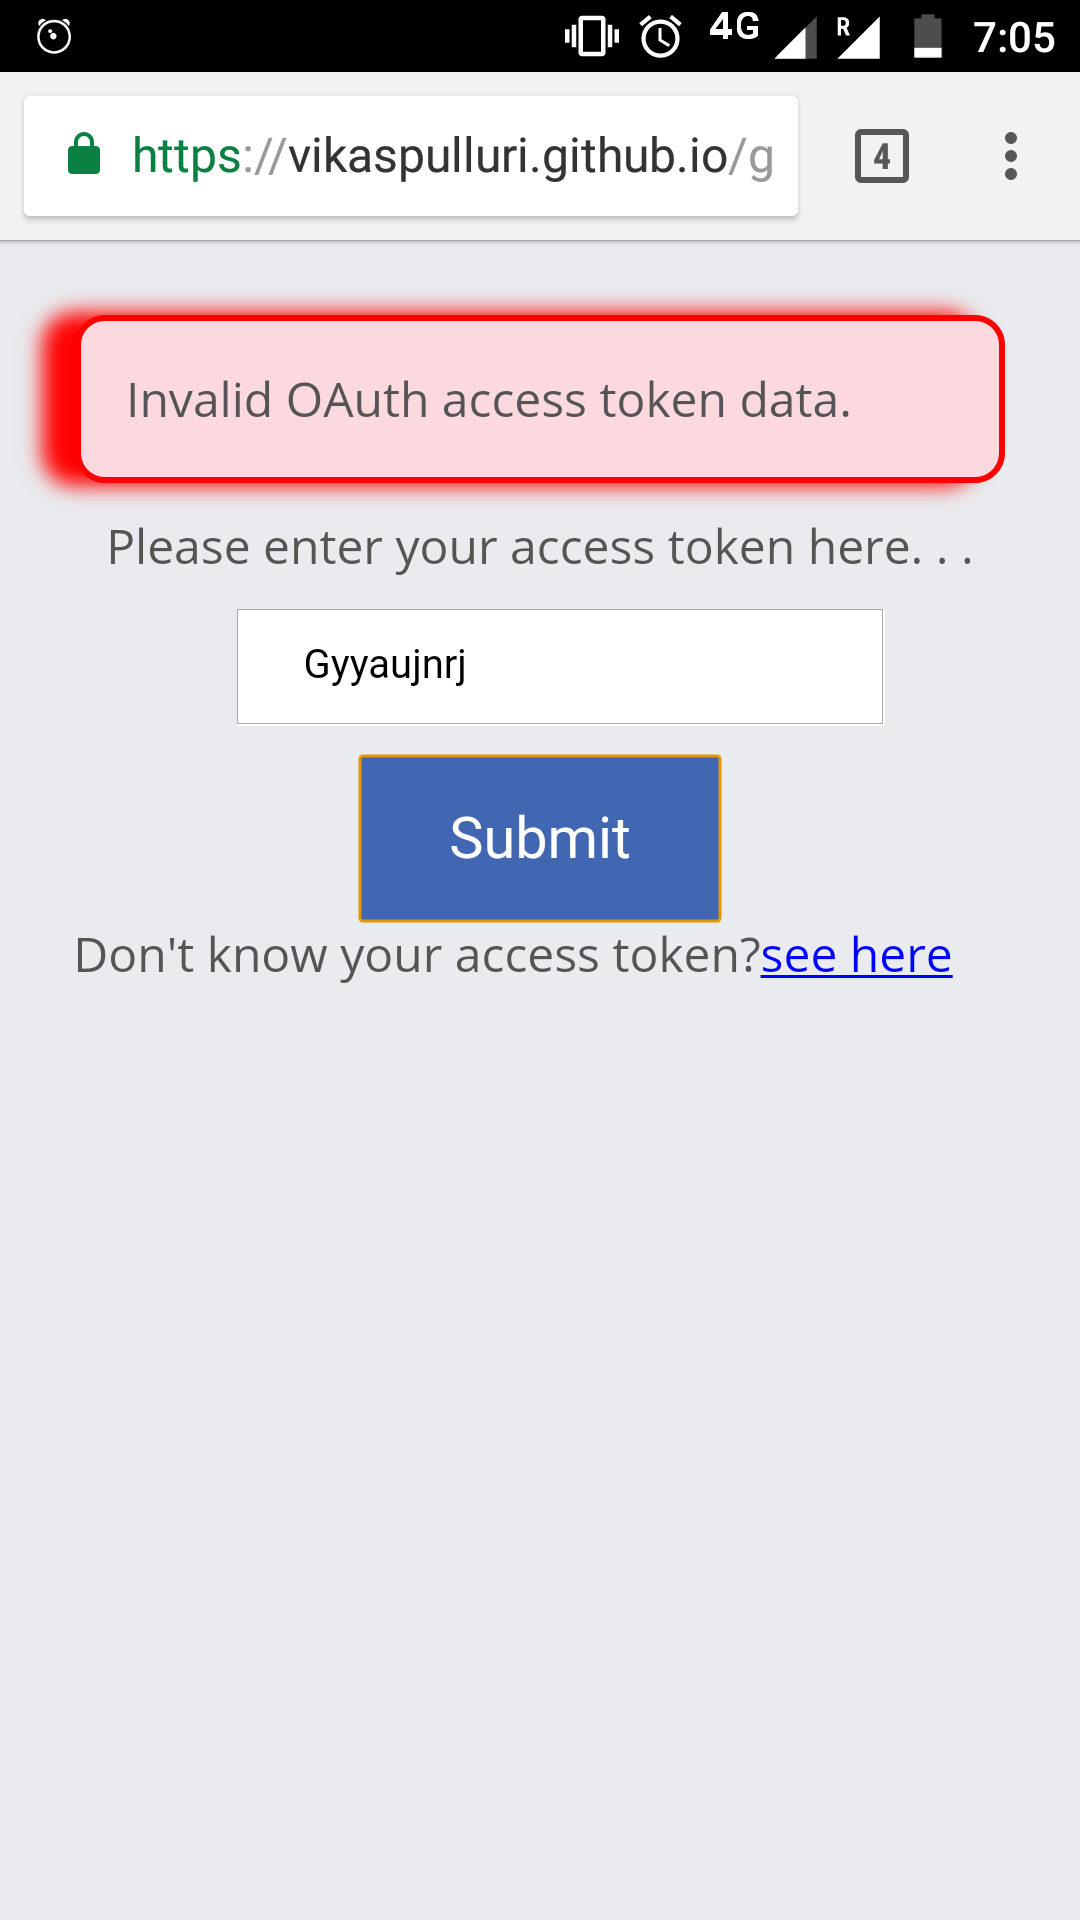 4G R 7:05
https://vikaspulluri.github.io/g 4
Invalid OAuth access token data.
Please enter your access token here. . .
Gyyaujnrj
Submit
Don't know your access token?see here